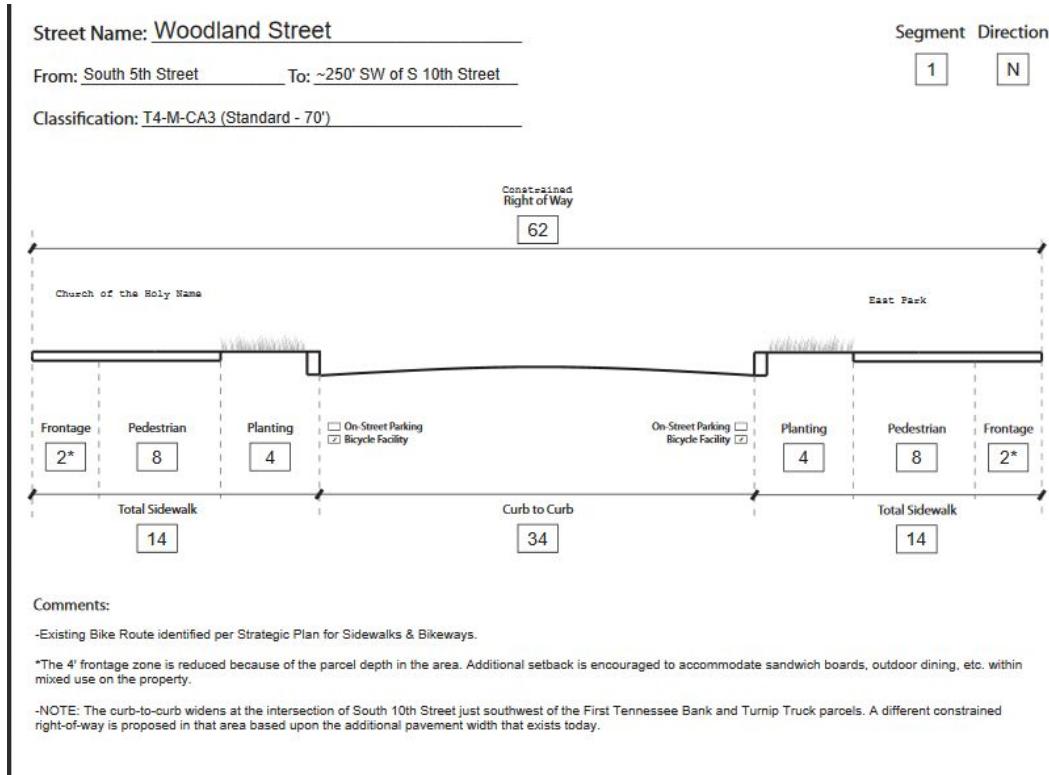 Street Name: Woodland Street
Segment Direction
From: South 5th Street To: ~250' SW of S 10th Street
1 N
Classification: T4-M-CA3 (Standard - 70')
Constrained
Right of Way
62
Church of the Holy Name
East Park
Frontage Pedestrian Planting On-Street Parking On-Street Parking Planting Pedestrian Frontage
Bicycle Facility Bicycle Facility
2* 8 4 4 8 2*
Total Sidewalk Curb to Curb Total Sidewalk
14 34 14
Comments:
-Existing Bike Route identified per Strategic Plan for Sidewalks & Bikeways.
*The 4' frontage zone is reduced because of the parcel depth in the area. Additional setback is encouraged to accommodate sandwich boards, outdoor dining, etc. within
mixed use on the property.
-NOTE: The curb-to-curb widens at the intersection of South 10th Street just southwest of the First Tennessee Bank and Turnip Truck parcels. A different constrained
right-of-way is proposed in that area based upon the additional pavement width that exists today.